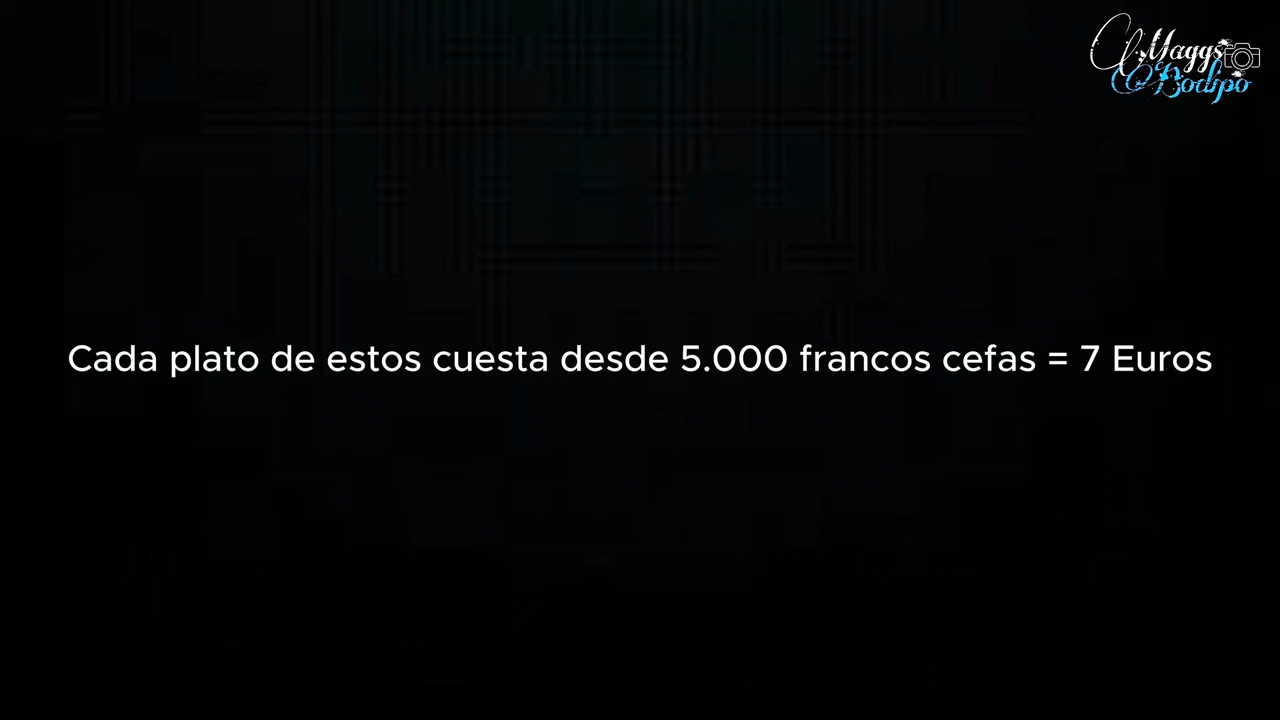 Maggs
Bodipo
Cada plato de estos cuesta desde 5.000 francos cefas = 7 Euros